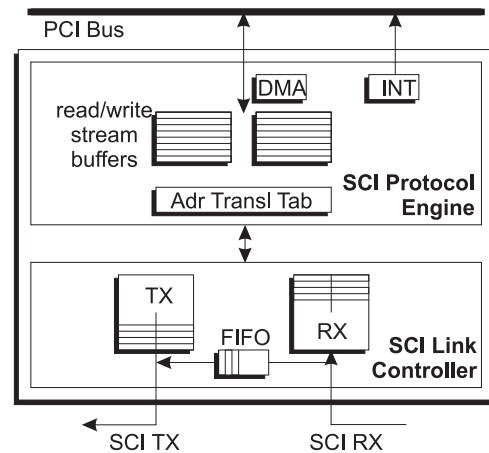 PCI Bus
DMA
INT
read/write
stream
buffers
Adr Transl Tab
SCI Protocol
Engine
TX
FIFO
RX
SCI Link
Controller
SCI TX
SCI RX